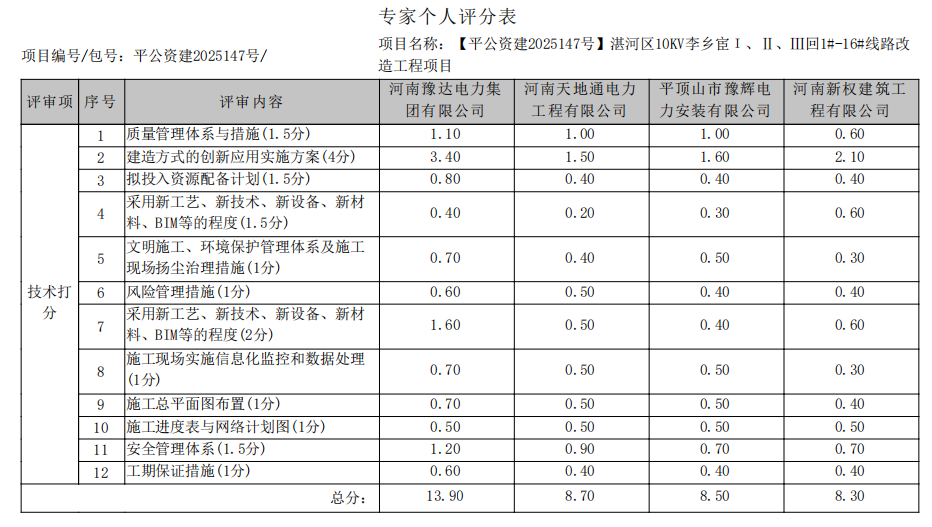 专家个人评分表
项目编号/包号: 平公资建2025147号/
项目名称: 【平公资建2025147号】湛河区10KV李乡宦Ⅰ、Ⅱ、Ⅲ回1#-16#线路改
造工程项目
评审项 序号 评审内容 河南豫达电力集 河南天地通电力 平顶山市豫辉电 河南新权建筑工
团有限公司 工程有限公司 力安装有限公司 程有限公司
1 质量管理体系与措施(1.5分) 1.10 1.00 1.00 0.60
2 建造方式的创新应用实施方案(4分) 3.40 1.50 1.60 2.10
3 拟投入资源配备计划(1.5分) 0.80 0.40 0.40 0.40
采用新工艺、新技术、新设备、新材
4 料、BIM等的程度(1.5分) 0.40 0.20 0.30 0.60
文明施工、环境保护管理体系及施工
5 现场扬尘治理措施(1分) 0.70 0.40 0.50 0.30
技术打
分
6 风险管理措施(1分) 0.60 0.50 0.40 0.40
采用新工艺、新技术、新设备、新材
7 料、BIM等的程度(2分) 1.60 0.50 0.40 0.60
施工现场实施信息化监控和数据处理
8 (1分) 0.70 0.50 0.50 0.30
9 施工总平面图布置(1分) 0.70 0.50 0.50 0.40
10 施工进度表与网络计划图(1分) 0.50 0.50 0.50 0.50
11 安全管理体系(1.5分) 1.20 0.90 0.70 0.70
12 工期保证措施(1分) 0.60 0.40 0.40 0.40
总分: 13.90 8.70 8.50 8.30